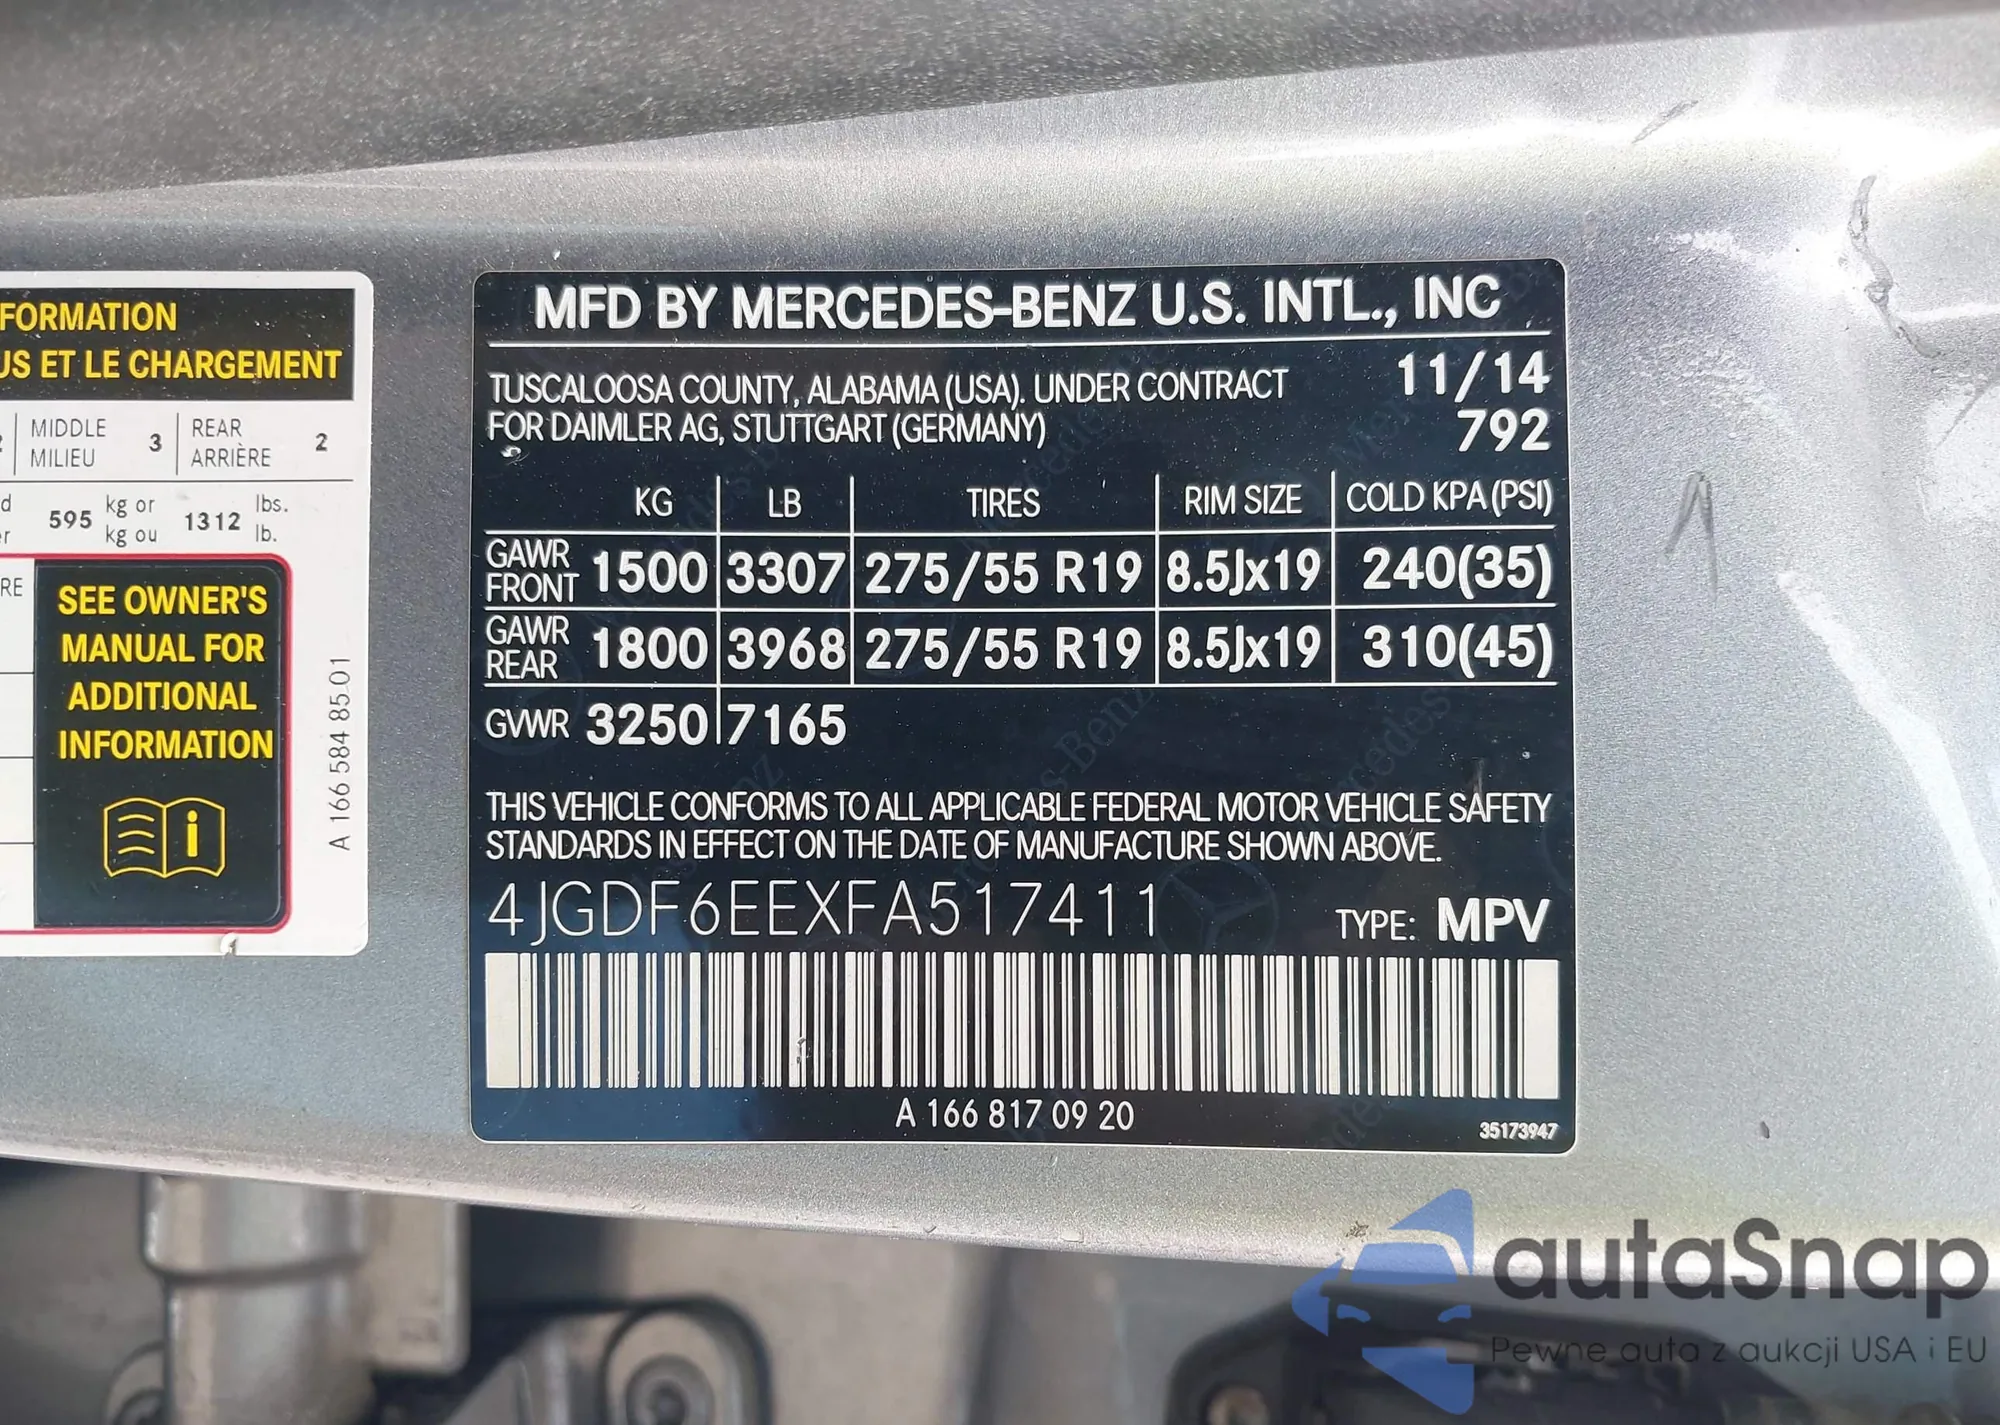 FORMATION
US ET LE CHARGEMENT
MIDDLE
MILIEU
3
REAR
ARRIÈRE
2
595
kg or
kg ou
1312
lbs.
lb.
RE
SEE OWNER'S
MANUAL FOR
ADDITIONAL
INFORMATION
A 166 584 85 01
MFD BY MERCEDES-BENZ U.S. INTL., INC
TUSCALOOSA COUNTY, ALABAMA (USA). UNDER CONTRACT
FOR DAIMLER AG, STUTTGART (GERMANY)
11/14
792
KG LB TIRES RIM SIZE COLD KPA (PSI)
GAWR FRONT 1500 3307 275/55 R19 8.5Jx19 240(35)
GAWR REAR 1800 3968 275/55 R19 8.5Jx19 310(45)
GVWR 3250 7165
THIS VEHICLE CONFORMS TO ALL APPLICABLE FEDERAL MOTOR VEHICLE SAFETY
STANDARDS IN EFFECT ON THE DATE OF MANUFACTURE SHOWN ABOVE.
4JGDF6EEXFA517411 TYPE: MPV
A 166 817 09 20
35173947
autaSnap
Pewne auta z aukcji USA i EU